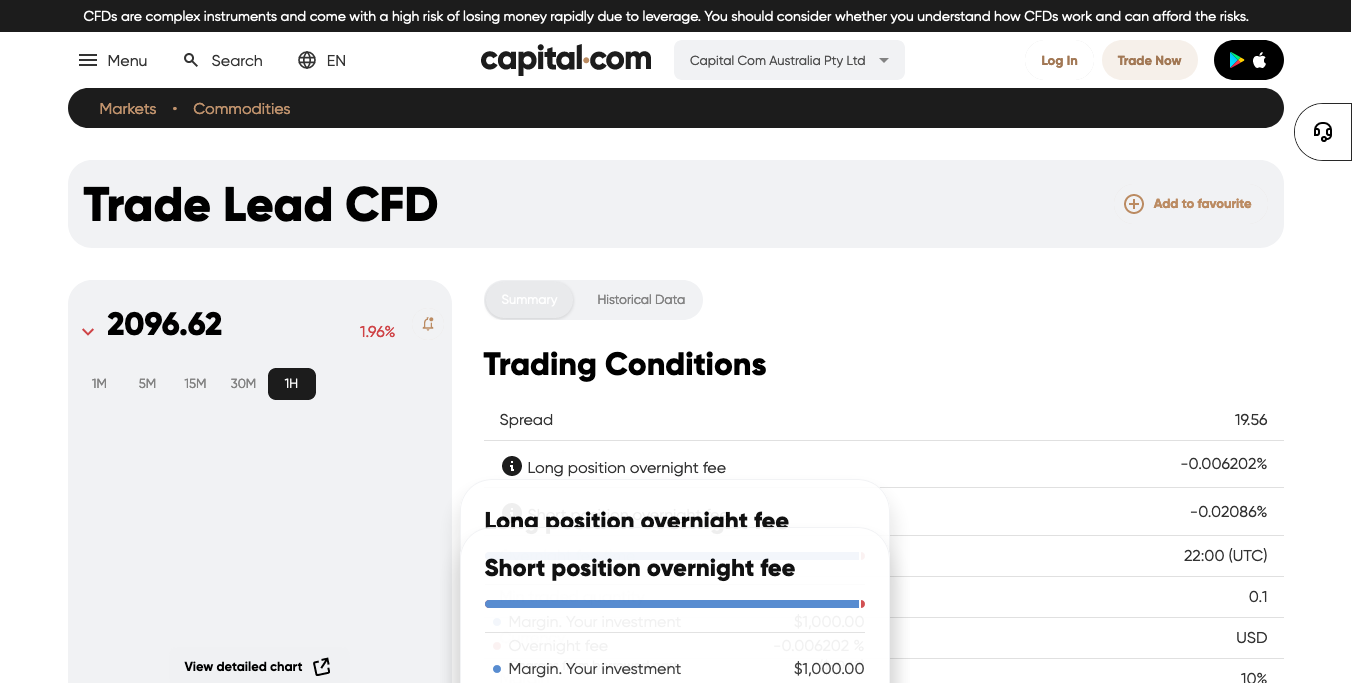 CFDs are complex instruments and come with a high risk of losing money rapidly due to leverage. You should consider whether you understand how CFDs work and can afford the risks.
Menu
Search
EN
capital.com
Capital Com Australia Pty Ltd
Log In
Trade Now
Markets • Commodities
Trade Lead CFD
Add to favourite
2096.62
1.96%
1M 5M 15M 30M 1H
View detailed chart
Summary
Historical Data
Trading Conditions
Spread 19.56
Long position overnight fee -0.006202%
-0.02086%
22:00 (UTC)
0.1
USD
10%
Long position overnight fee
Short position overnight fee
Margin. Your investment $1,000.00
Overnight fee -0.006202 %
Margin. Your investment $1,000.00